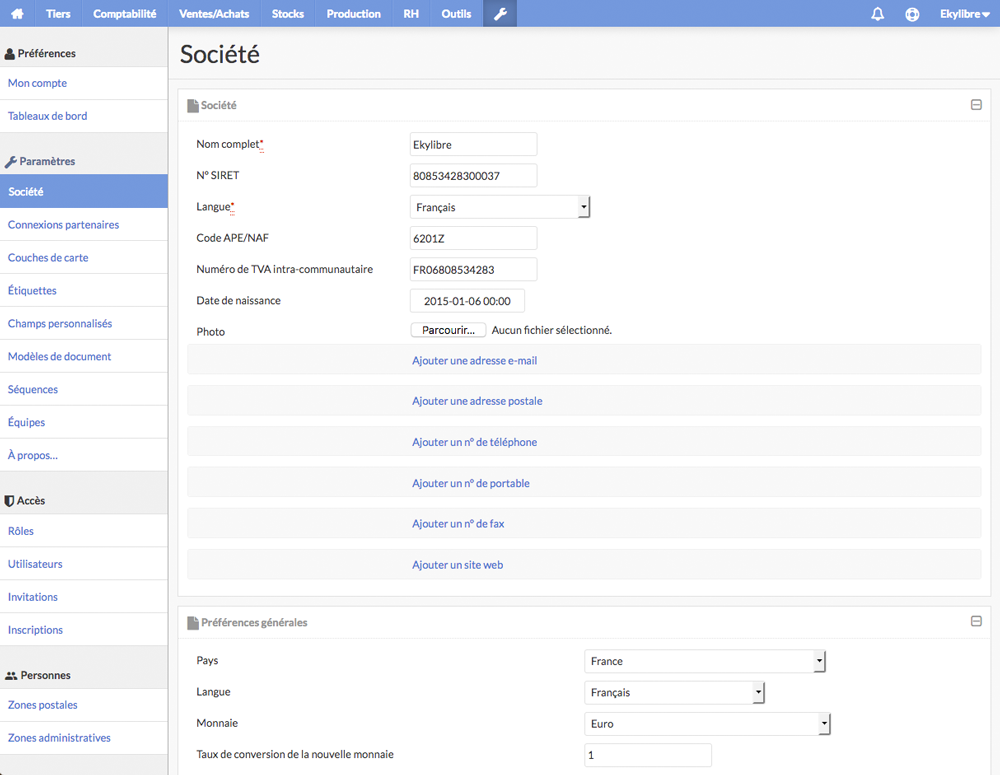 Tiers Comptabilité Ventes/Achats Stocks Production RH Outils Ekylibre
Préférences
Mon compte
Tableaux de bord
Paramètres
Société
Connexions partenaires
Couches de carte
Étiquettes
Champs personnalisés
Modèles de document
Séquences
Équipes
À propos...
Accès
Rôles
Utilisateurs
Invitations
Inscriptions
Personnes
Zones postales
Zones administratives
Société
Société
Nom complet* Ekylibre
N° SIRET 80853428300037
Langue* Français
Code APE/NAF 6201Z
Numéro de TVA intra-communautaire FR06808534283
Date de naissance 2015-01-06 00:00
Photo Parcourir... Aucun fichier sélectionné.
Ajouter une adresse e-mail
Ajouter une adresse postale
Ajouter un n° de téléphone
Ajouter un n° de portable
Ajouter un n° de fax
Ajouter un site web
Préférences générales
Pays France
Langue Français
Monnaie Euro
Taux de conversion de la nouvelle monnaie 1